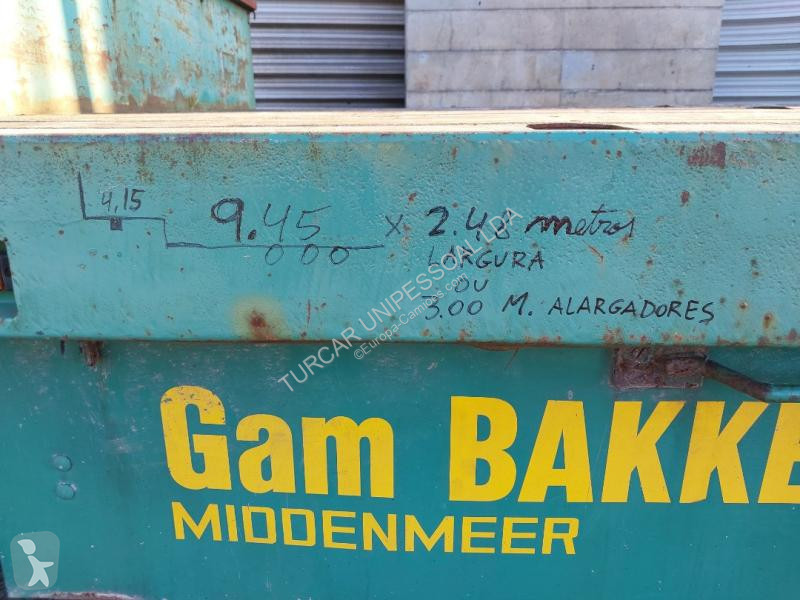 4,15
9.45 x 2.48 metros
LARGURA
OU
3.00 M. ALARGADORES
TURCAR UNIPESSOAL LDA
©Europa-Camions.com
Gam BAKKE
MIDDENMEER